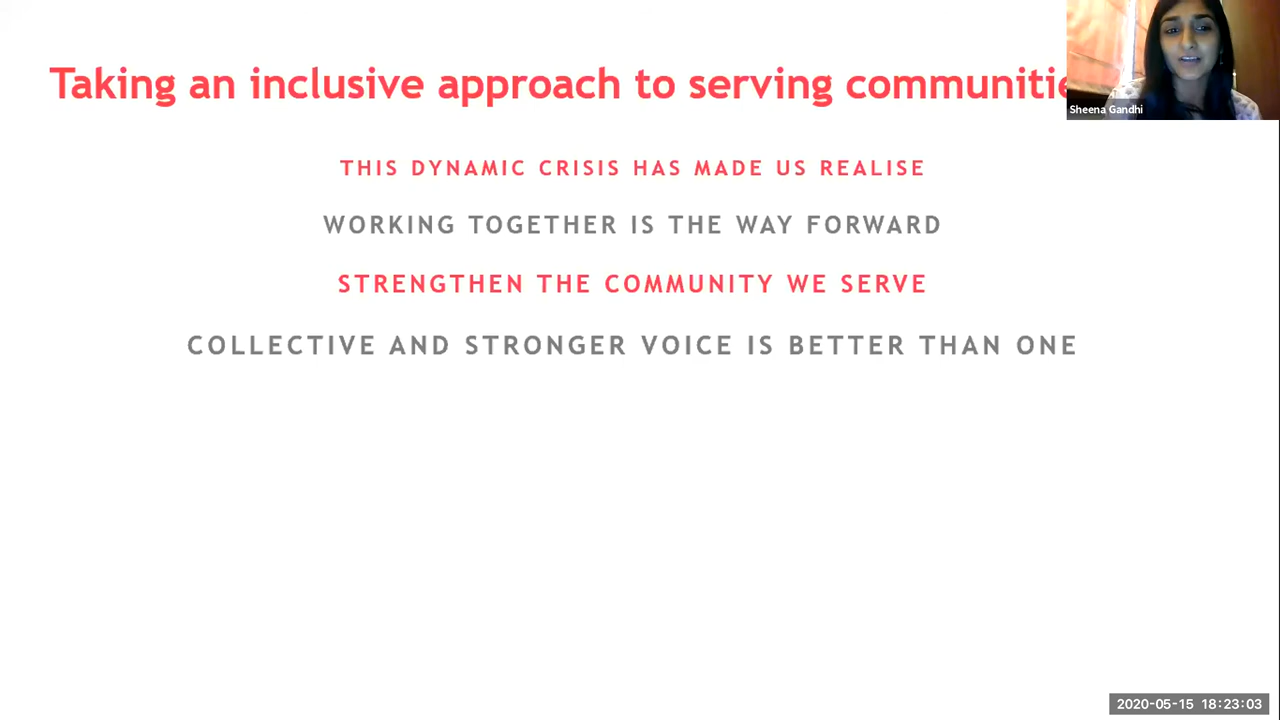 Taking an inclusive approach to serving communitie
Sheena Gandhi
THIS DYNAMIC CRISIS HAS MADE US REALISE
WORKING TOGETHER IS THE WAY FORWARD
STRENGTHEN THE COMMUNITY WE SERVE
COLLECTIVE AND STRONGER VOICE IS BETTER THAN ONE
2020-05-15 18:23:03